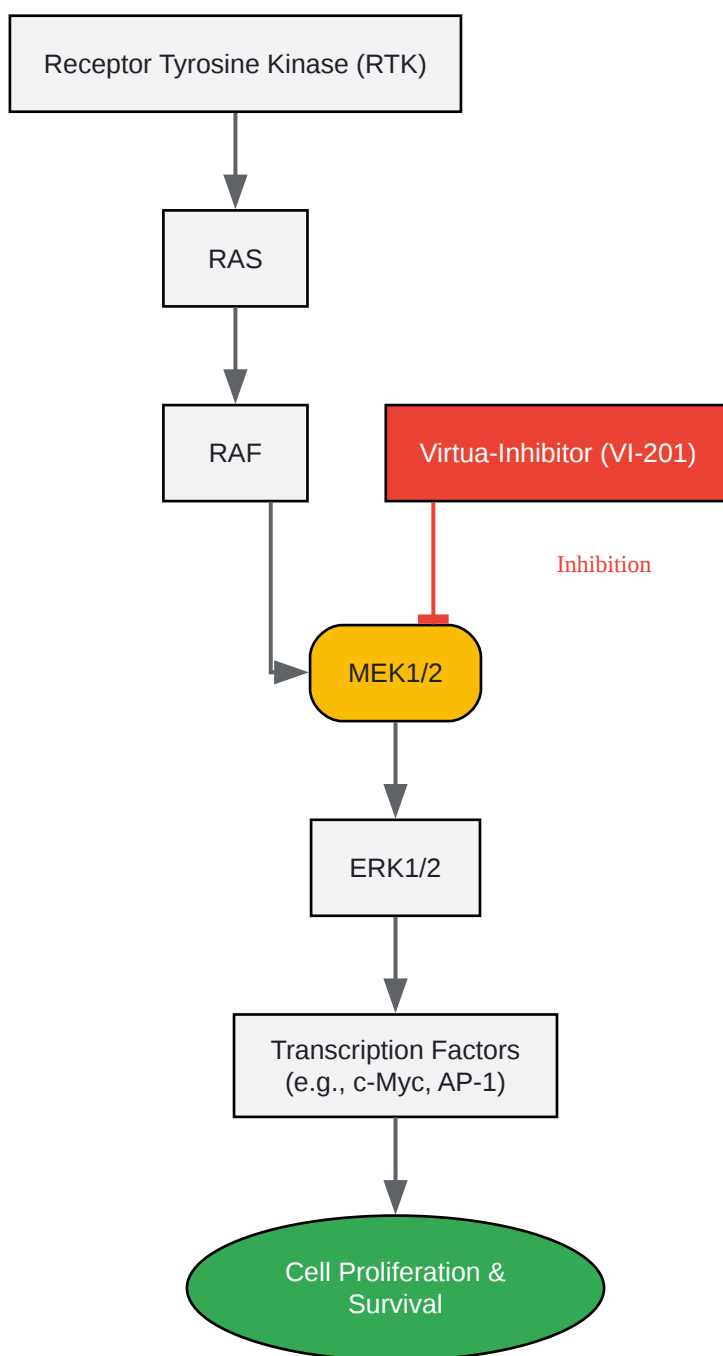 Receptor Tyrosine Kinase (RTK)
RAS
RAF
Virtua-Inhibitor (VI-201)
Inhibition
MEK1/2
ERK1/2
Transcription Factors
(e.g., c-Myc, AP-1)
Cell Proliferation &
Survival